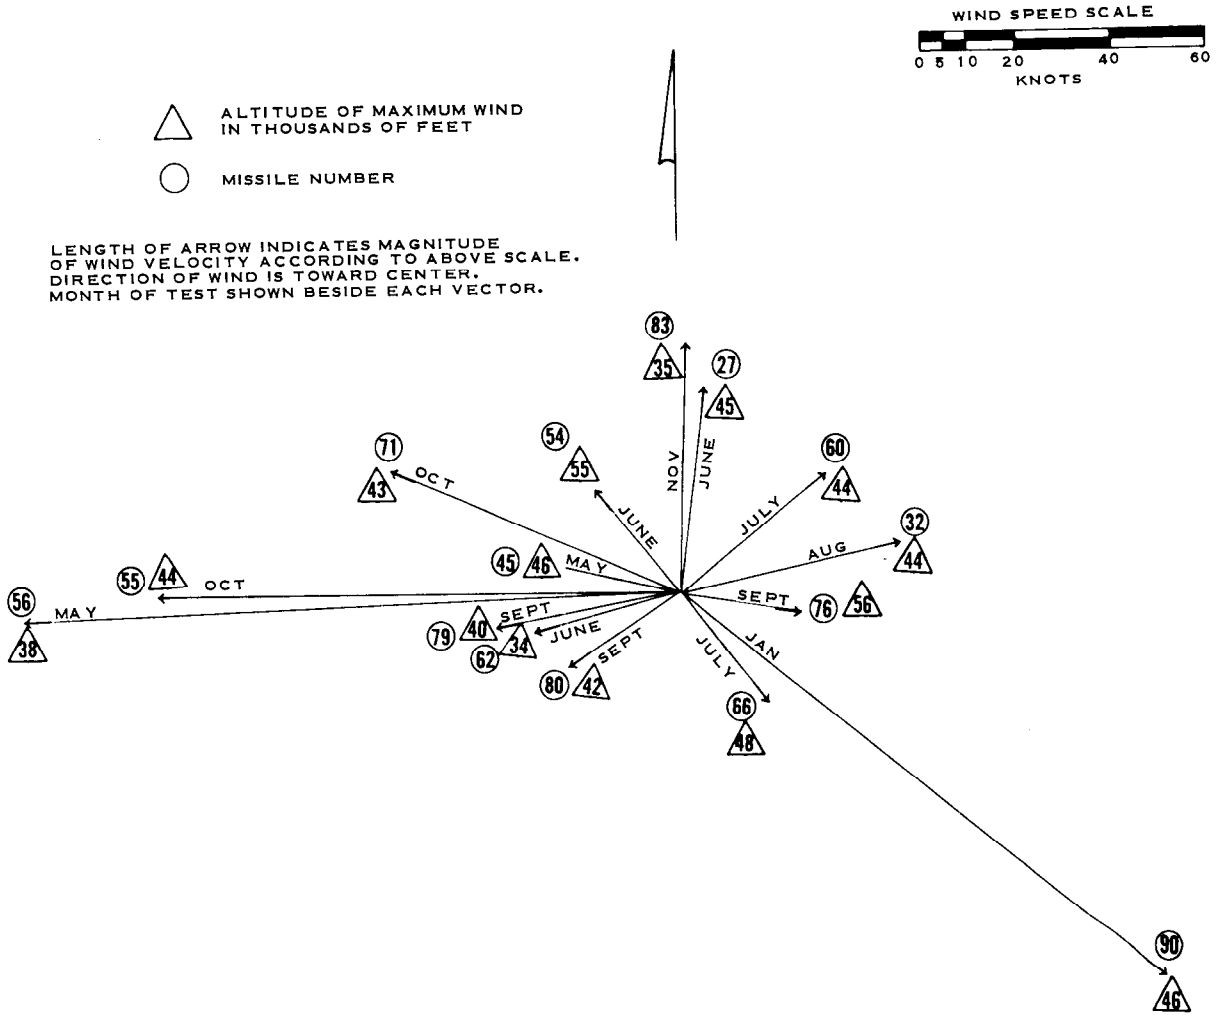 WIND SPEED SCALE
0 5 10 20 40 60
KNOTS
ALTITUDE OF MAXIMUM WIND
IN THOUSANDS OF FEET
MISSILE NUMBER
LENGTH OF ARROW INDICATES MAGNITUDE
OF WIND VELOCITY ACCORDING TO ABOVE SCALE.
DIRECTION OF WIND IS TOWARD CENTER.
MONTH OF TEST SHOWN BESIDE EACH VECTOR.
83
35
NOV
27
45
JUNE
71
43
OCT
54
55
JUNE
60
44
JULY
32
44
AUG
45
46
MAY
55
44
OCT
56
38
MAY
79
40
SEPT
62
34
JUNE
80
42
SEPT
76
56
SEPT
66
48
JULY
JAN
90
46